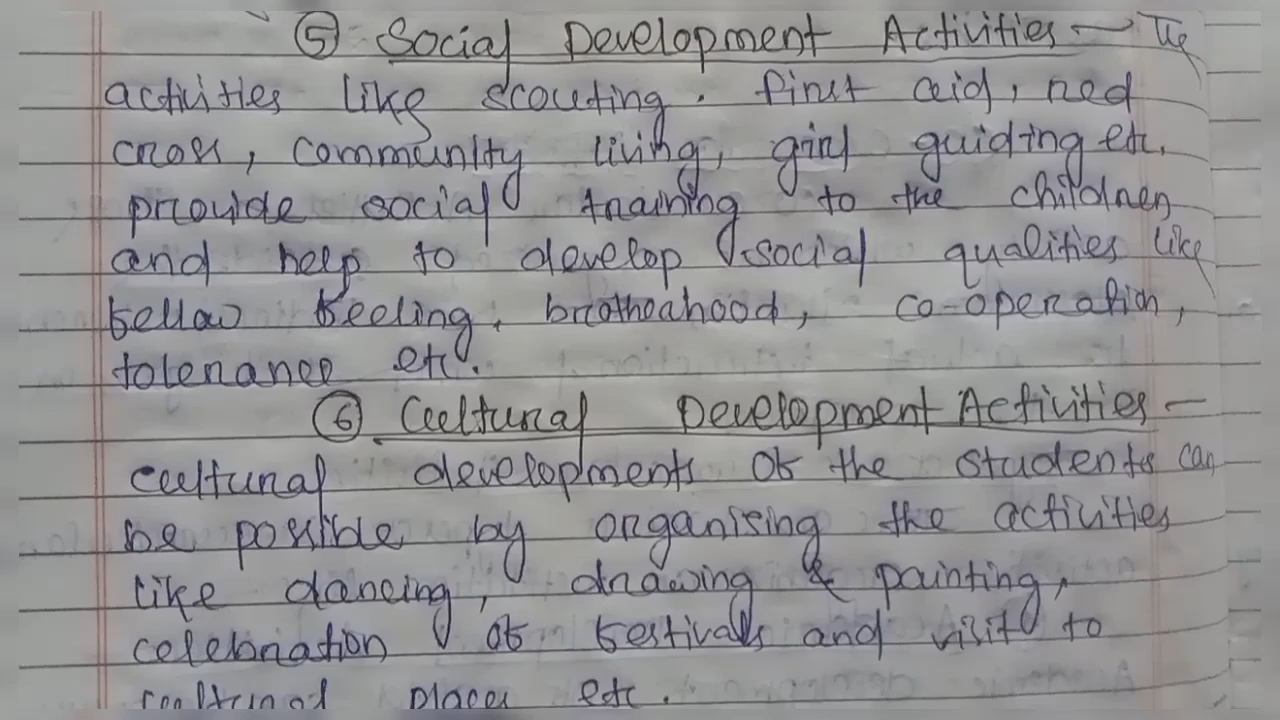 ⑤ Social Development Activities → The
activities like scouting. first aid, red
cross, community living, girl guiding etc.
provide social training to the children
and help to develop social qualities like
fellow feeling, brotherhood, co-operation,
tolerance etc.
⑥ Cultural Development Activities —
cultural developments of the students can
be possible by organising the activities
like dancing, drawing & painting,
celebration of festivals and visit to
cultural places etc.